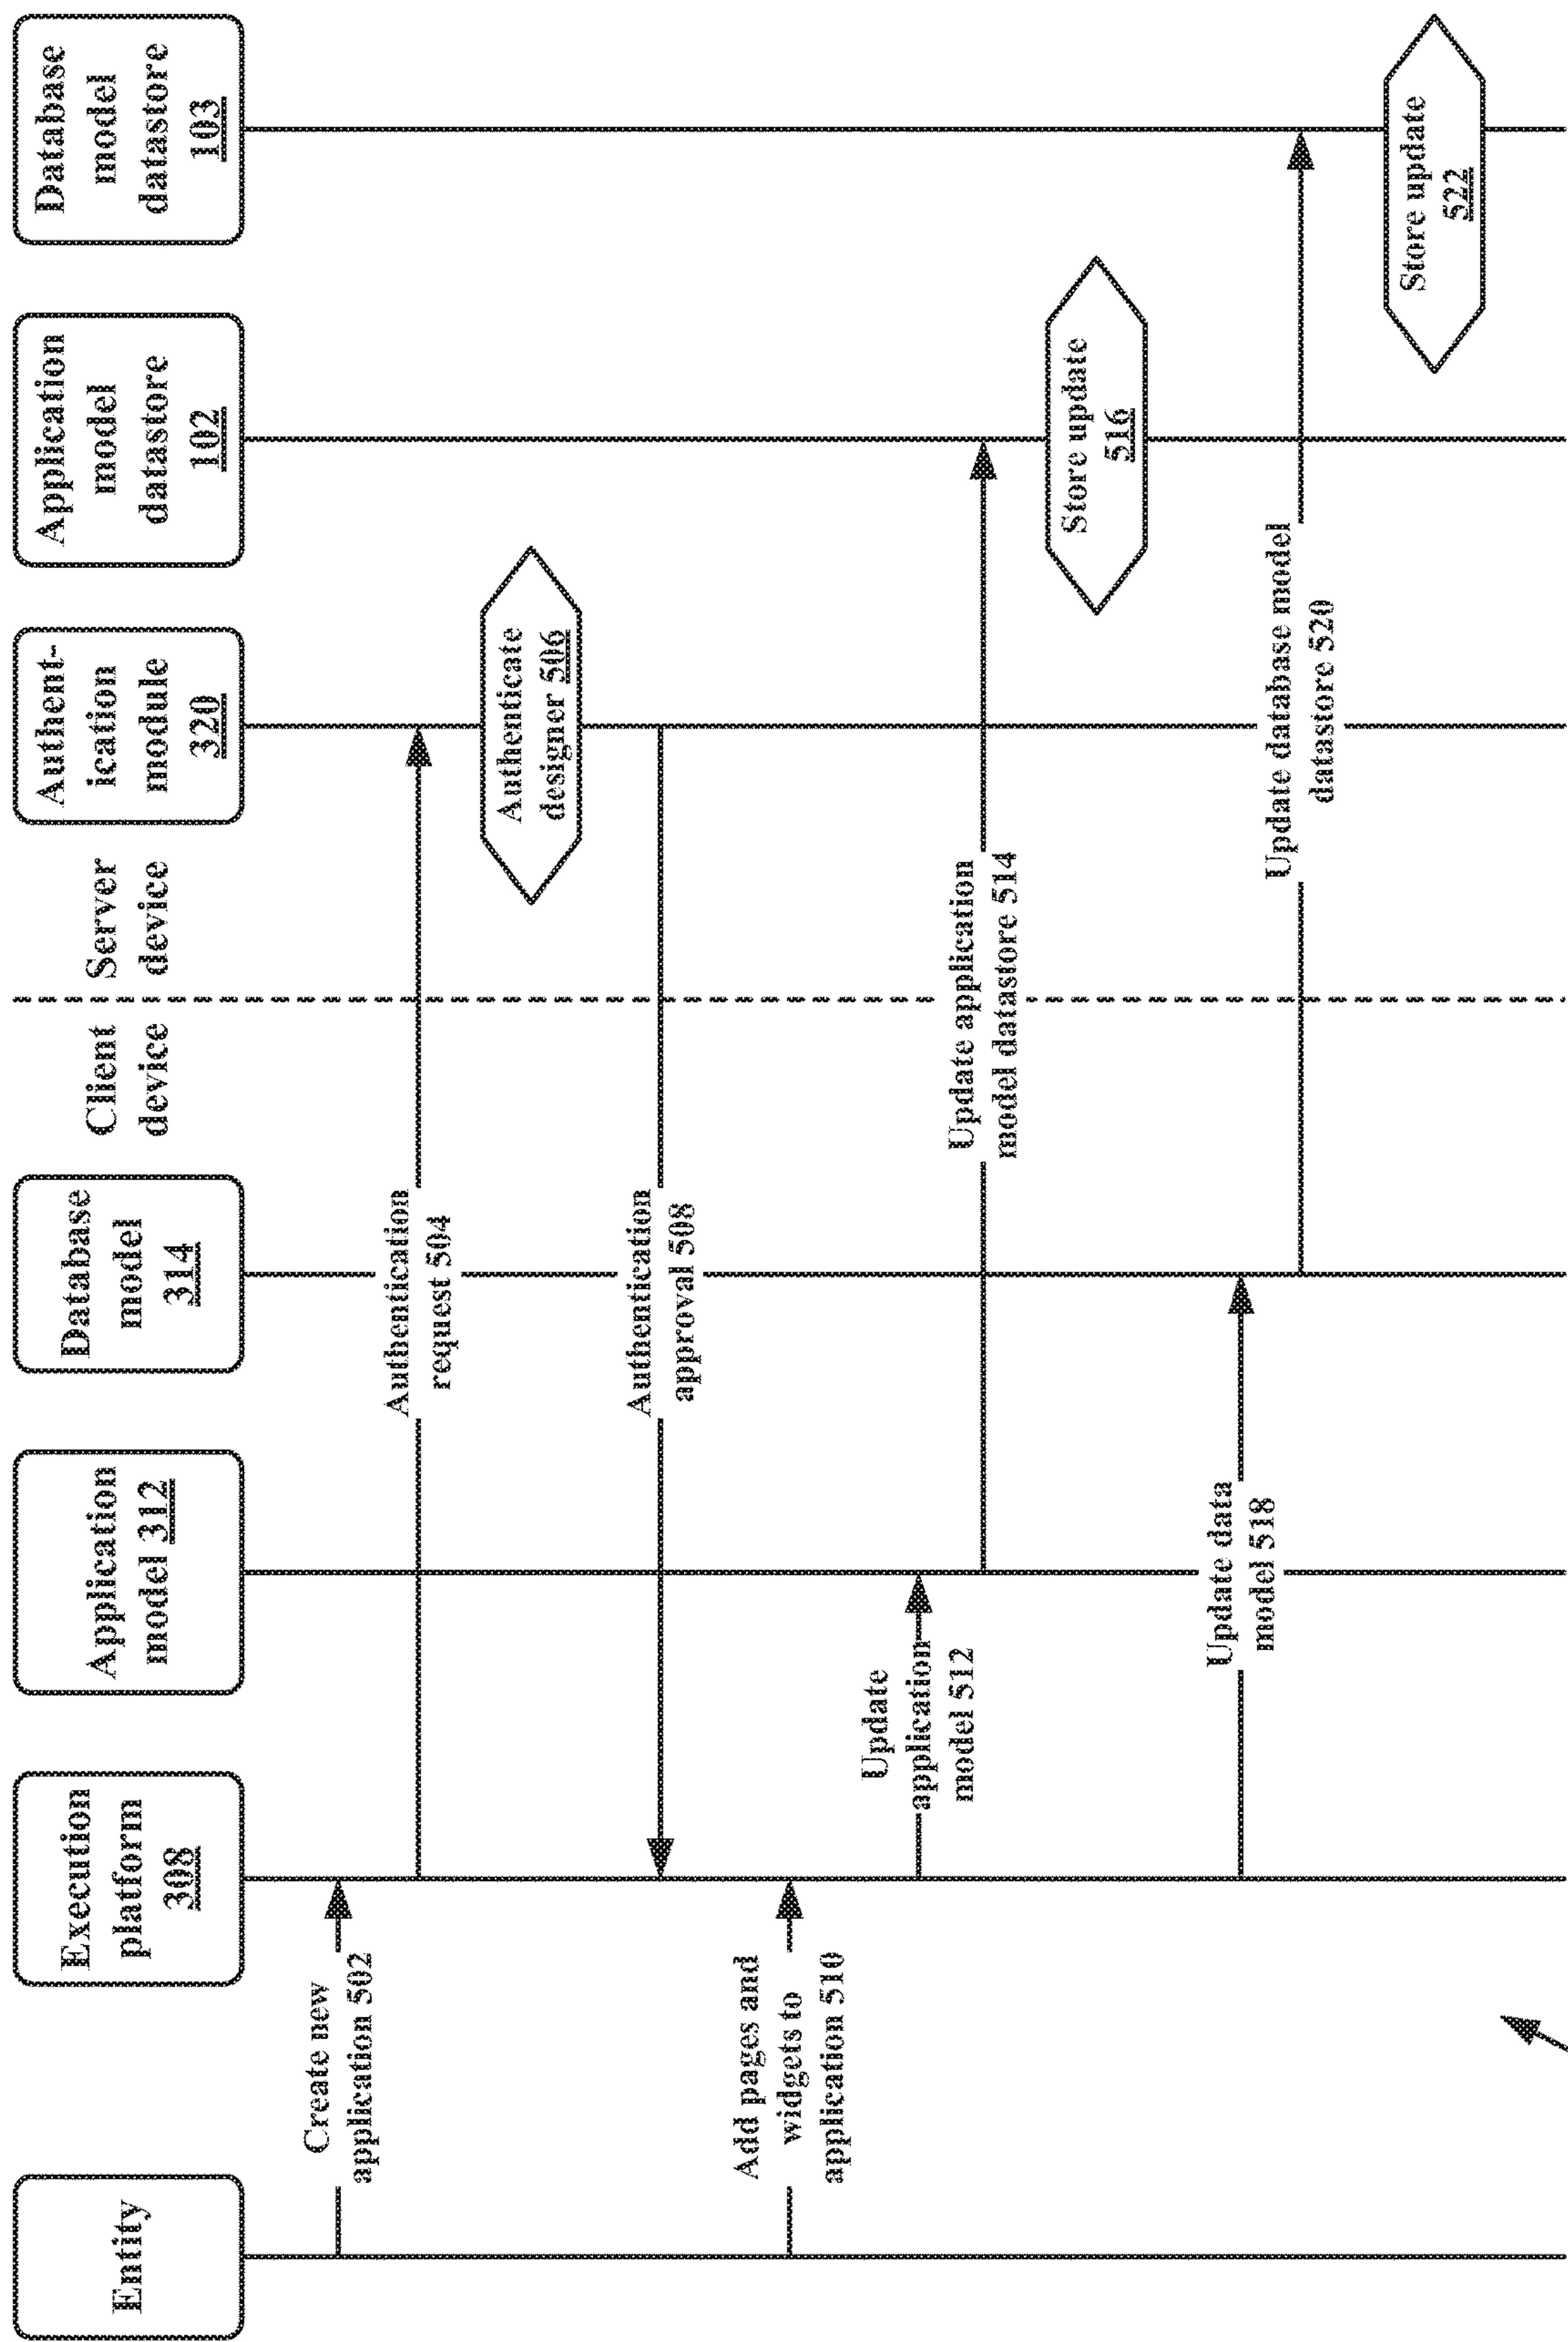 Entity
Execution
platform
308
Application
model 312
Database
model
314
Client
device
Server
device
Authent-
ication
module
320
Application
model
datastore
102
Database
model
datastore
103
Create new
application 502
Authentication
request 504
Authenticate
designer 506
Authentication
approval 508
Add pages and
widgets to
application 510
Update
application
model 512
Update application
model datastore 514
Store update
516
Update data
model 518
Update database model
datastore 520
Store update
522